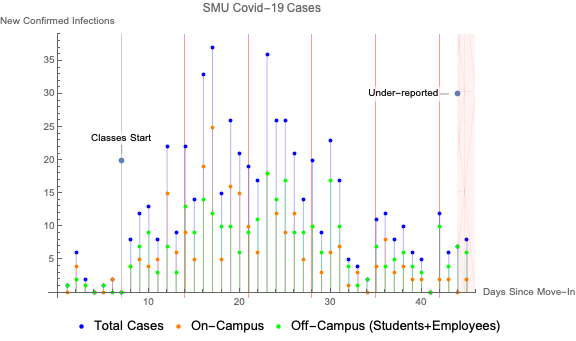 SMU Covid-19 Cases
New Confirmed Infections
35
30
Under-reported
25
Classes Start
20
15
10
5
10 20 30 40 Days Since Move-In
Total Cases On-Campus Off-Campus (Students+Employees)